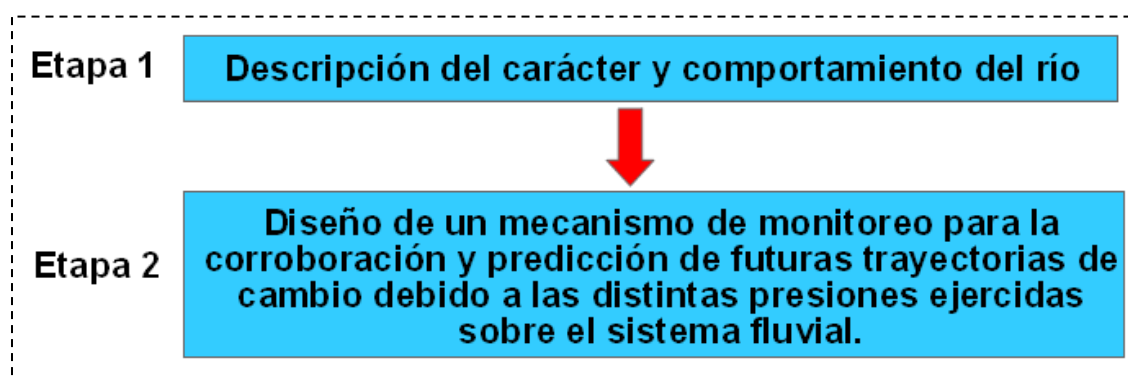 Etapa 1
Descripción del carácter y comportamiento del río
Etapa 2
Diseño de un mecanismo de monitoreo para la
corroboración y predicción de futuras trayectorias de
cambio debido a las distintas presiones ejercidas
sobre el sistema fluvial.